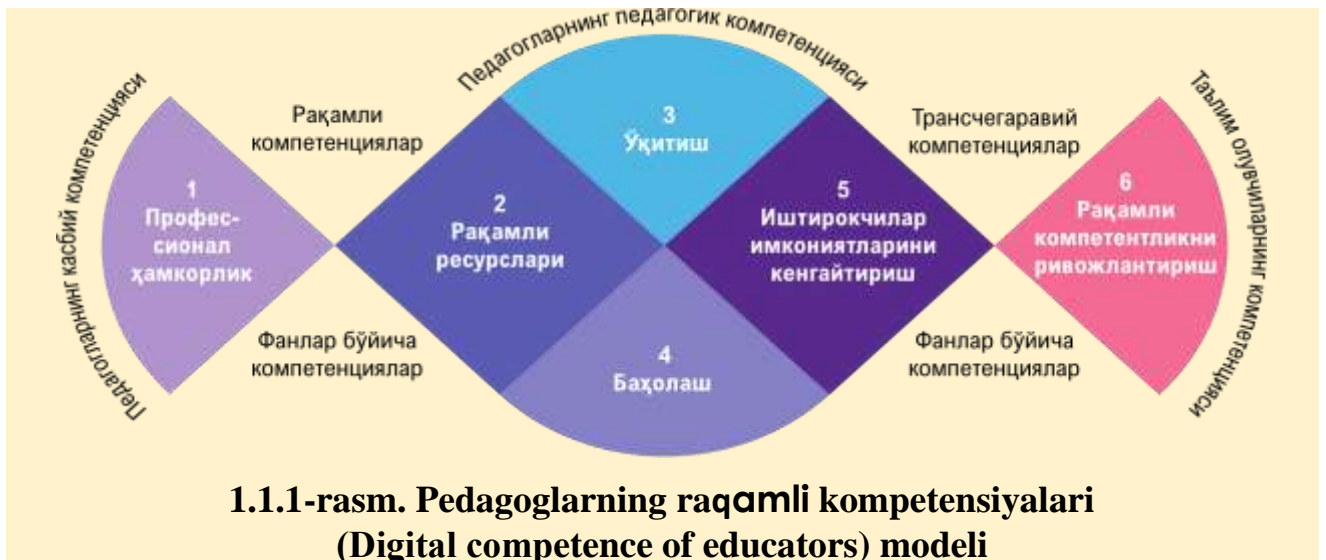 Педагогларнинг педагогик компетенцияси
Педагогларнинг касбий компетенцияси
Рақамли
компетенциялар
3
Ўқитиш
Трансчегаравий
компетенциялар
Таълим олувчиларнинг компетенцияси
1
Профес-
сионал
ҳамкорлик
2
Рақамли
ресурслари
5
Иштирокчилар
имкониятларини
кенгайтириш
6
Рақамли
компетентликни
ривожлантириш
Фанлар бўйича
компетенциялар
4
Баҳолаш
Фанлар бўйича
компетенциялар
1.1.1-rasm. Pedagoglarning raqamli kompetensiyalari
(Digital competence of educators) modeli